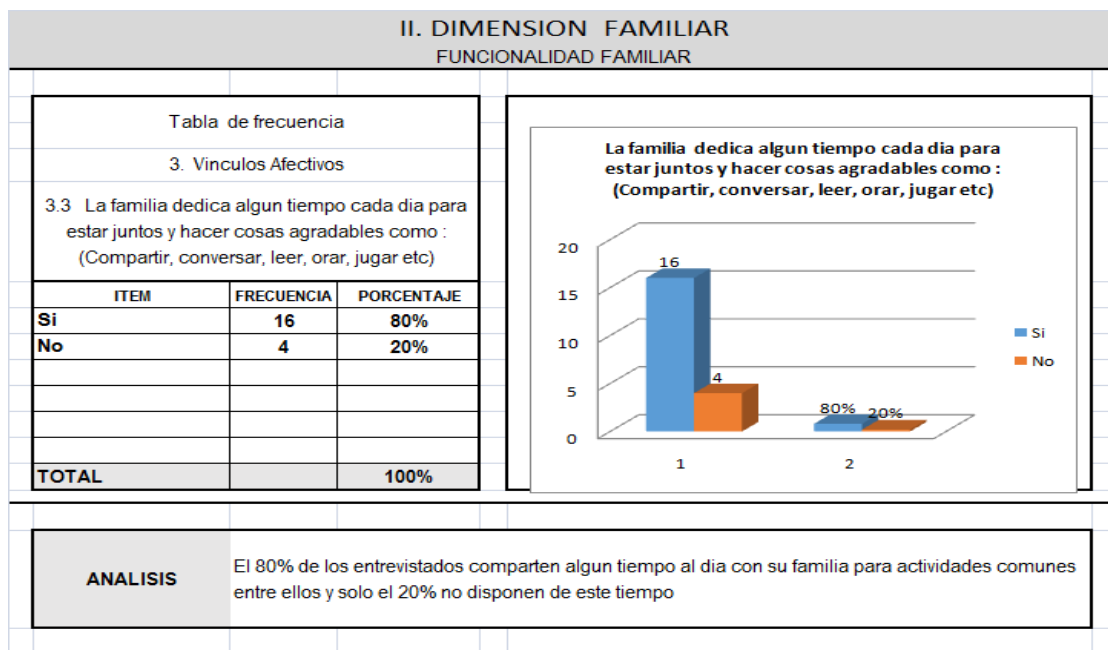 II. DIMENSION FAMILIAR
FUNCIONALIDAD FAMILIAR
Tabla de frecuencia
3. Vinculos Afectivos
3.3 La familia dedica algun tiempo cada dia para
estar juntos y hacer cosas agradables como :
(Compartir, conversar, leer, orar, jugar etc)
ITEM FRECUENCIA PORCENTAJE
Si 16 80%
No 4 20%
TOTAL 100%
La familia dedica algun tiempo cada dia para
estar juntos y hacer cosas agradables como :
(Compartir, conversar, leer, orar, jugar etc)
20
15
10
5
0
16
4
80% 20%
1 2
Si
No
ANALISIS
El 80% de los entrevistados comparten algun tiempo al dia con su familia para actividades comunes
entre ellos y solo el 20% no disponen de este tiempo